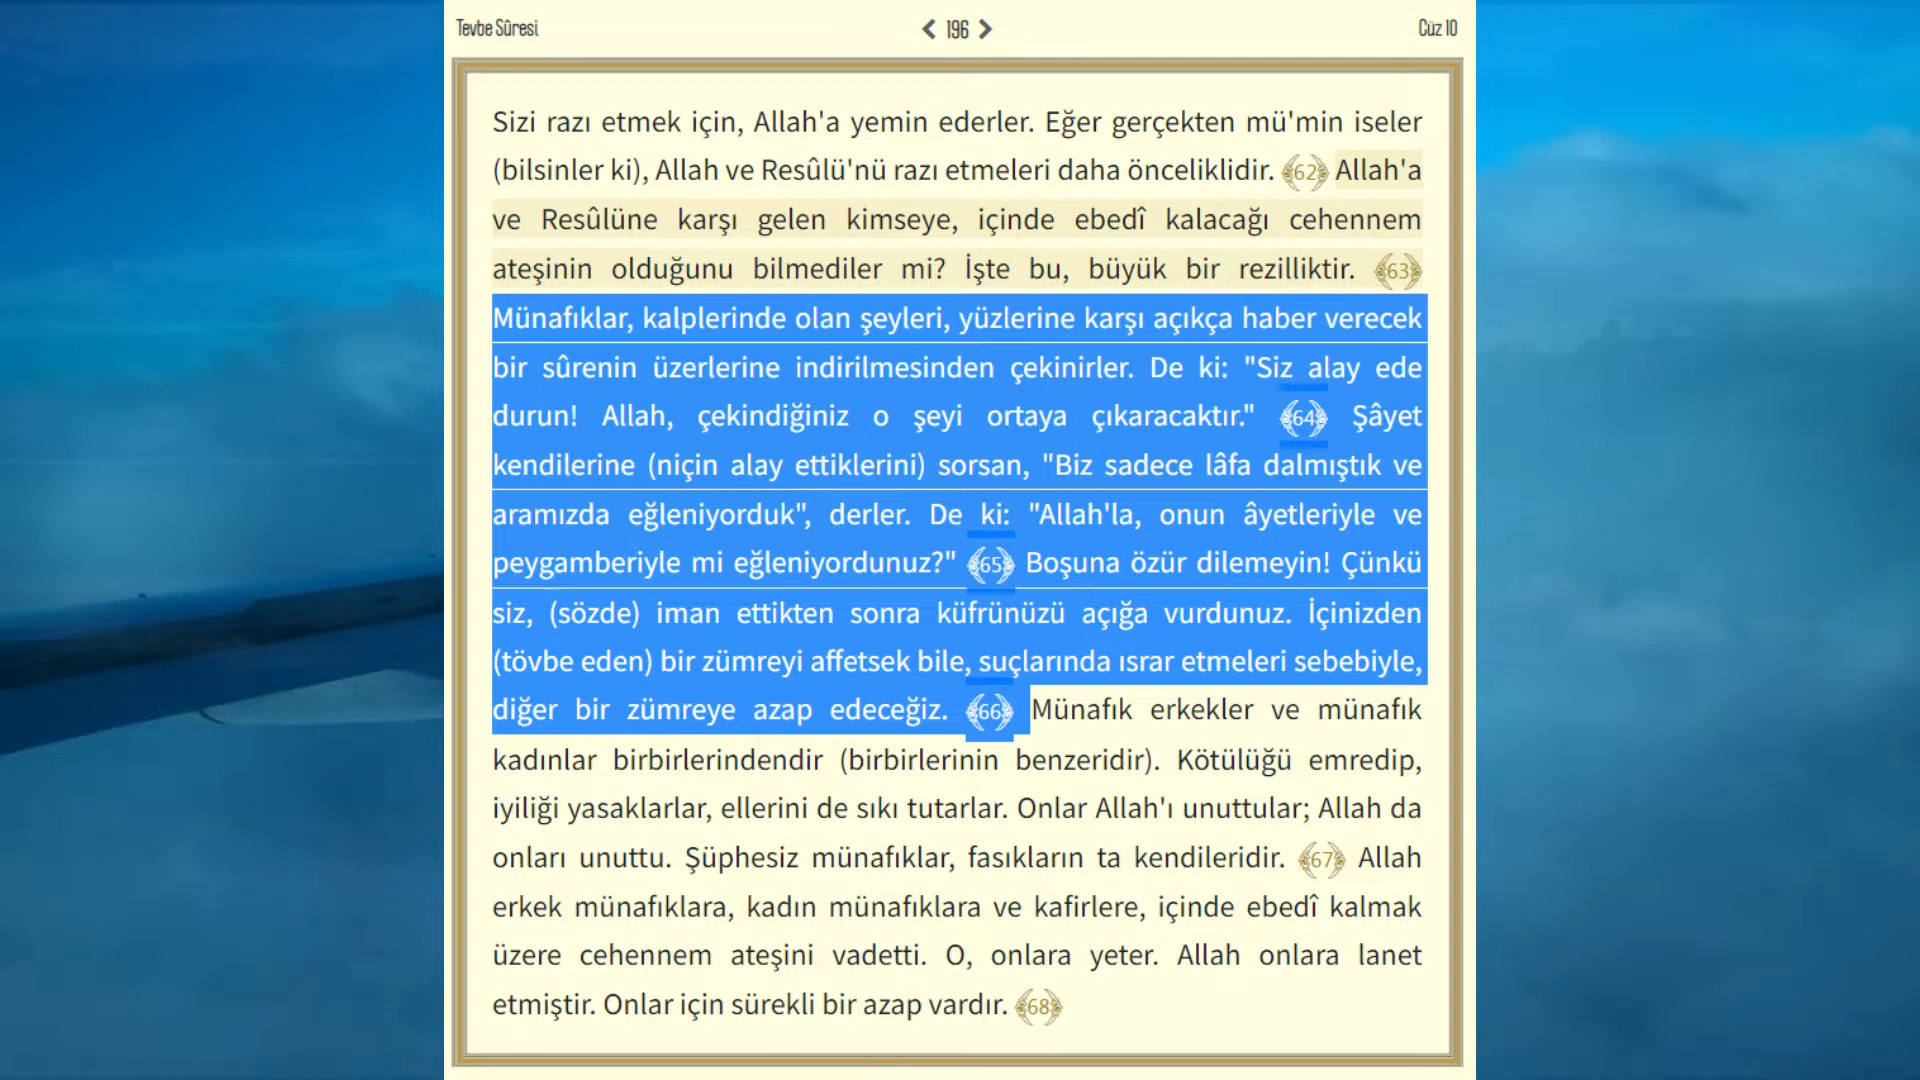 Tevbe Sûresi
196
Cüz 10
Sizi razı etmek için, Allah'a yemin ederler. Eğer gerçekten mü'min iseler
(bilsinler ki), Allah ve Resûlü'nü razı etmeleri daha önceliklidir. 62 Allah'a
ve Resûlüne karşı gelen kimseye, içinde ebedî kalacağı cehennem
ateşinin olduğunu bilmediler mi? İşte bu, büyük bir rezilliktir. 63
Münafıklar, kalplerinde olan şeyleri, yüzlerine karşı açıkça haber verecek
bir sûrenin üzerlerine indirilmesinden çekinirler. De ki: "Siz alay ede
durun! Allah, çekindiğiniz o şeyi ortaya çıkaracaktır." 64 Şâyet
kendilerine (niçin alay ettiklerini) sorsan, "Biz sadece lâfa dalmıştık ve
aramızda eğleniyorduk", derler. De ki: "Allah'la, onun âyetleriyle ve
peygamberiyle mi eğleniyordunuz?" 65 Boşuna özür dilemeyin! Çünkü
siz, (sözde) iman ettikten sonra küfrünüzü açığa vurdunuz. İçinizden
(tövbe eden) bir zümreyi affetsek bile, suçlarında ısrar etmeleri sebebiyle,
diğer bir zümreye azap edeceğiz. 66 Münafık erkekler ve münafık
kadınlar birbirlerindendir (birbirlerinin benzeridir). Kötülüğü emredip,
iyiliği yasaklarlar, ellerini de sıkı tutarlar. Onlar Allah'ı unuttular; Allah da
onları unuttu. Şüphesiz münafıklar, fasıkların ta kendileridir. 67 Allah
erkek münafıklara, kadın münafıklara ve kafirlere, içinde ebedî kalmak
üzere cehennem ateşini vadetti. O, onlara yeter. Allah onlara lanet
etmiştir. Onlar için sürekli bir azap vardır. 68